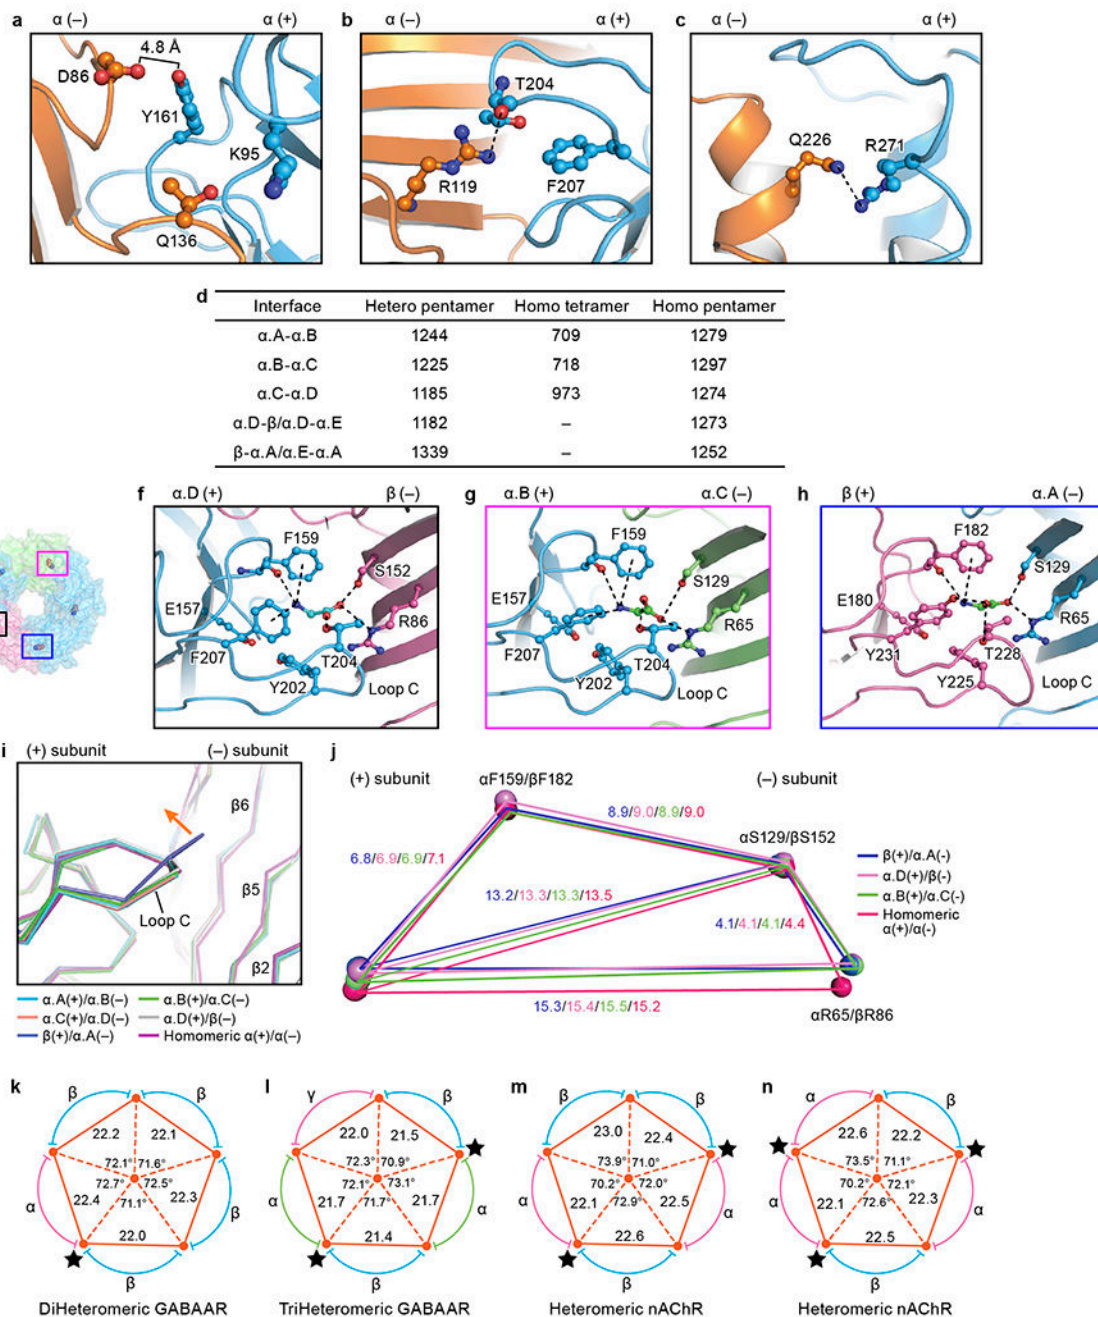 a α (–) α (+)
4.8 Å
D86
Y161
K95
Q136
b α (–) α (+)
T204
R119
F207
c α (–) α (+)
Q226
R271
d
Interface Hetero pentamer Homo tetramer Homo pentamer
α.A-α.B 1244 709 1279
α.B-α.C 1225 718 1297
α.C-α.D 1185 973 1274
α.D-β/α.D-α.E 1182 – 1273
β-α.A/α.E-α.A 1339 – 1252
f α.D (+) β (–)
F159
S152
E157
R86
F207
T204
Y202
Loop C
g α.B (+) α.C (–)
F159
S129
E157
R65
F207
T204
Y202
Loop C
h β (+) α.A (–)
F182
S129
E180
R65
Y231
T228
Y225
Loop C
i (+) subunit (–) subunit
β6
β5
Loop C
β2
α.A(+)/α.B(–) α.B(+)/α.C(–)
α.C(+)/α.D(–) α.D(+)/β(–)
β(+)/α.A(–) Homomeric α(+)/α(–)
j
(+) subunit αF159/βF182 (–) subunit
8.9/9.0/8.9/9.0
αS129/βS152
6.8/6.9/6.9/7.1
13.2/13.3/13.3/13.5
4.1/4.1/4.1/4.4
15.3/15.4/15.5/15.2
αR65/βR86
β(+)/α.A(-)
α.D(+)/β(-)
α.B(+)/α.C(-)
Homomeric
α(+)/α(-)
k
β β
22.2 22.1
72.1° 71.6°
72.7° 72.5°
71.1°
α 22.4 22.3 β
22.0
β
DiHeteromeric GABAAR
l
γ β
22.0 21.5
72.3° 70.9°
72.1° 73.1°
71.7°
α 21.7 21.7 α
21.4
β
TriHeteromeric GABAAR
m
β β
23.0 22.4
73.9° 71.0°
70.2° 72.0°
72.9°
22.1 22.5 α
α
22.6
β
Heteromeric nAChR
n
α β
22.6 22.2
73.5° 71.1°
70.2° 72.1°
72.6°
β 22.1 22.3 α
22.5
β
Heteromeric nAChR